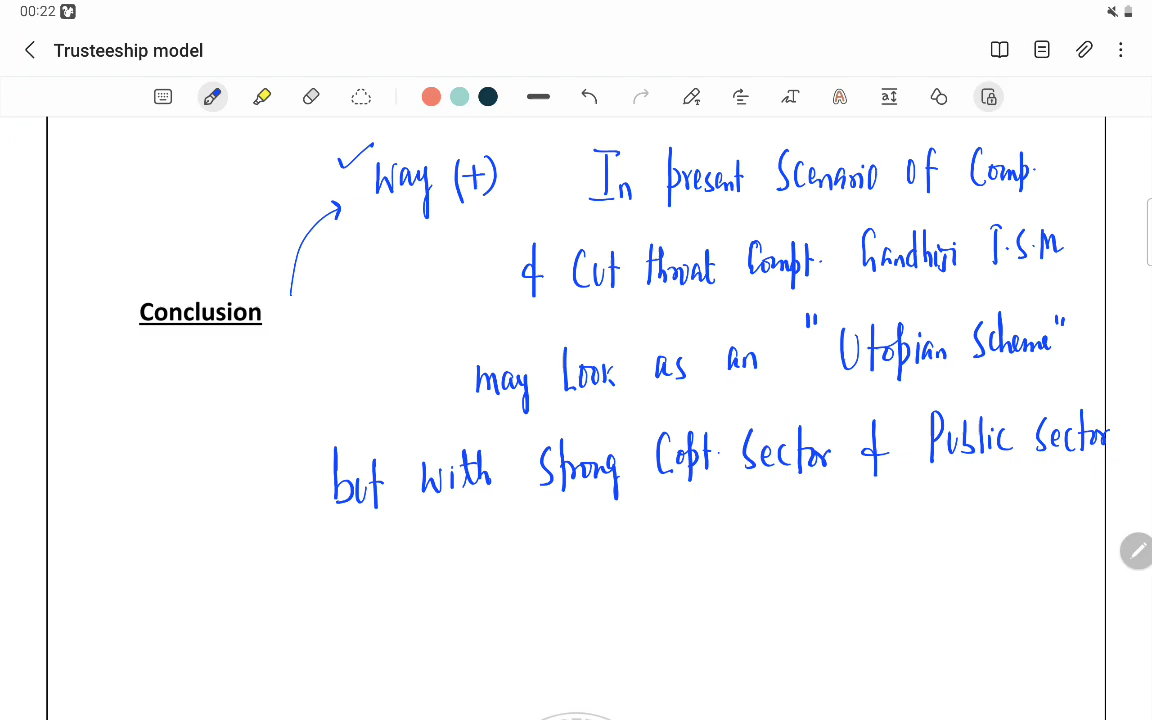 00:22
Trusteeship model
✓ Way (+) In present Scenario of Comp.
& Cut throat Compt. Gandhiji T.S.M
Conclusion
may Look as an "Utopian Scheme"
but with Strong Copt. Sector & Public Sector